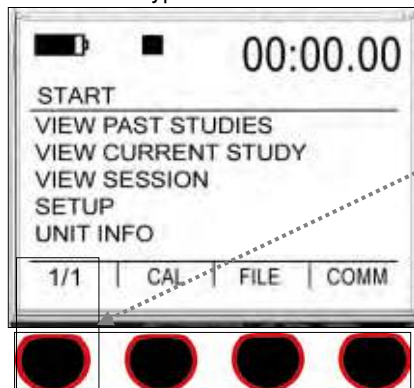 00:00.00
START
VIEW PAST STUDIES
VIEW CURRENT STUDY
VIEW SESSION
SETUP
UNIT INFO
1/1 | CAL | FILE | COMM